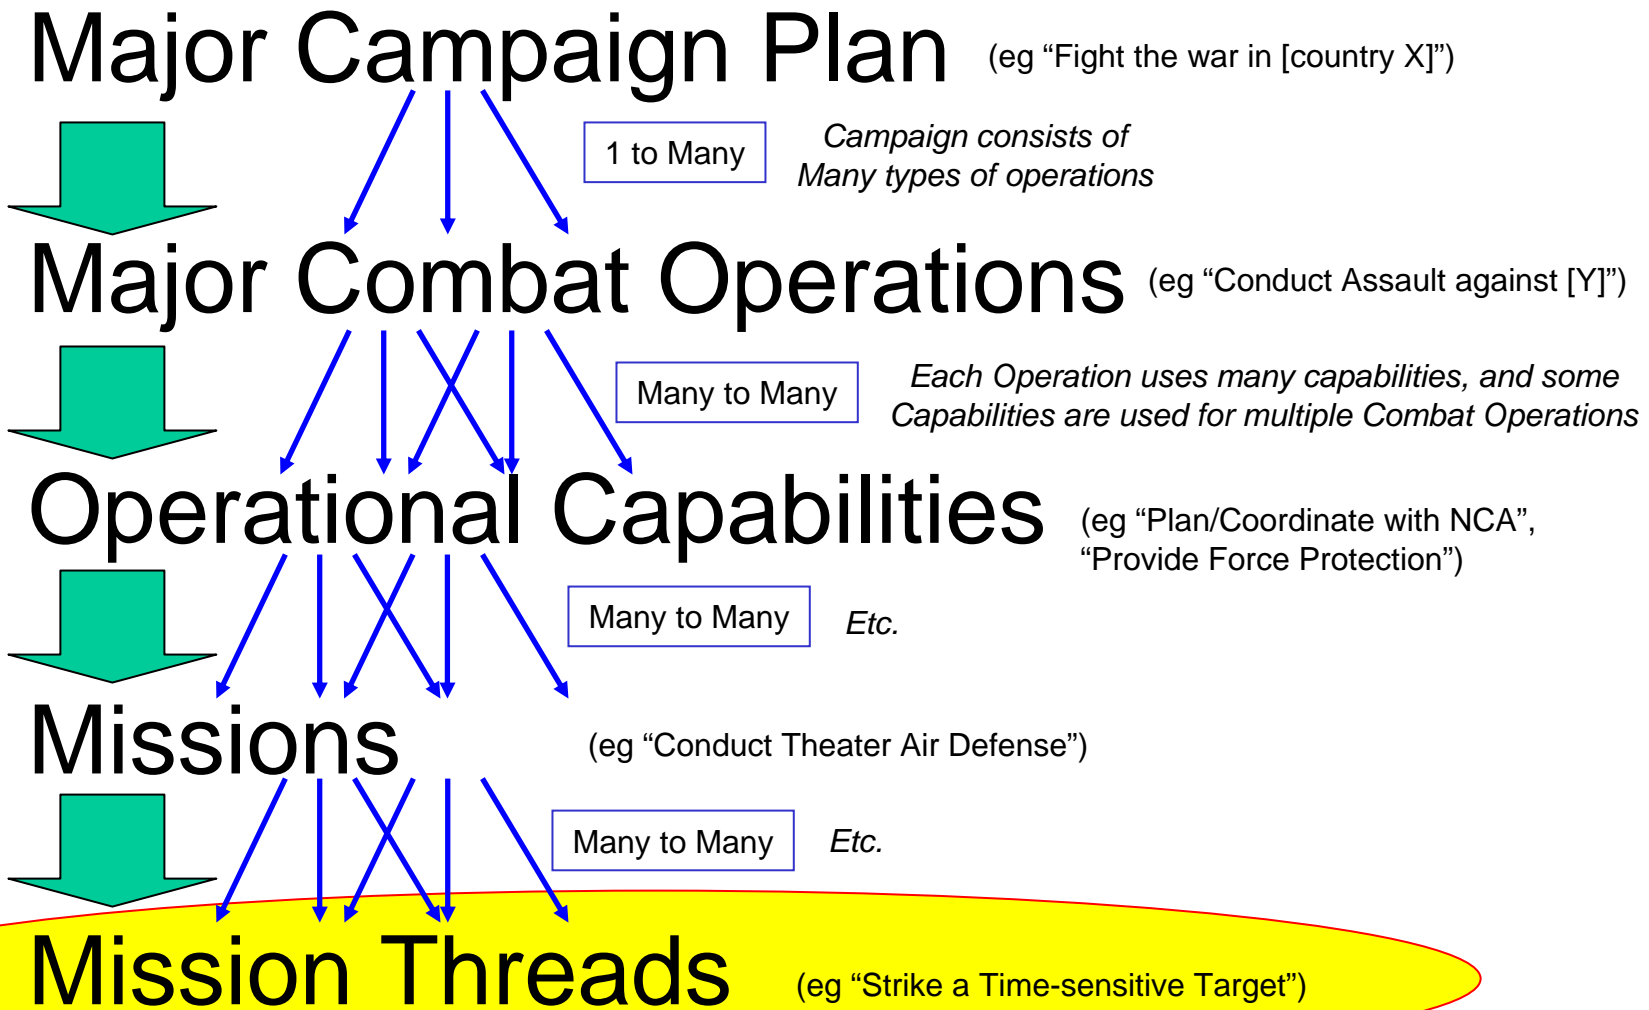 Major Campaign Plan (eg “Fight the war in [country X]”)
1 to Many
Campaign consists of
Many types of operations
Major Combat Operations (eg “Conduct Assault against [Y]”)
Many to Many
Each Operation uses many capabilities, and some
Capabilities are used for multiple Combat Operations
Operational Capabilities
(eg “Plan/Coordinate with NCA”,
“Provide Force Protection”)
Many to Many
Etc.
Missions (eg “Conduct Theater Air Defense”)
Many to Many
Etc.
Mission Threads (eg “Strike a Time-sensitive Target”)